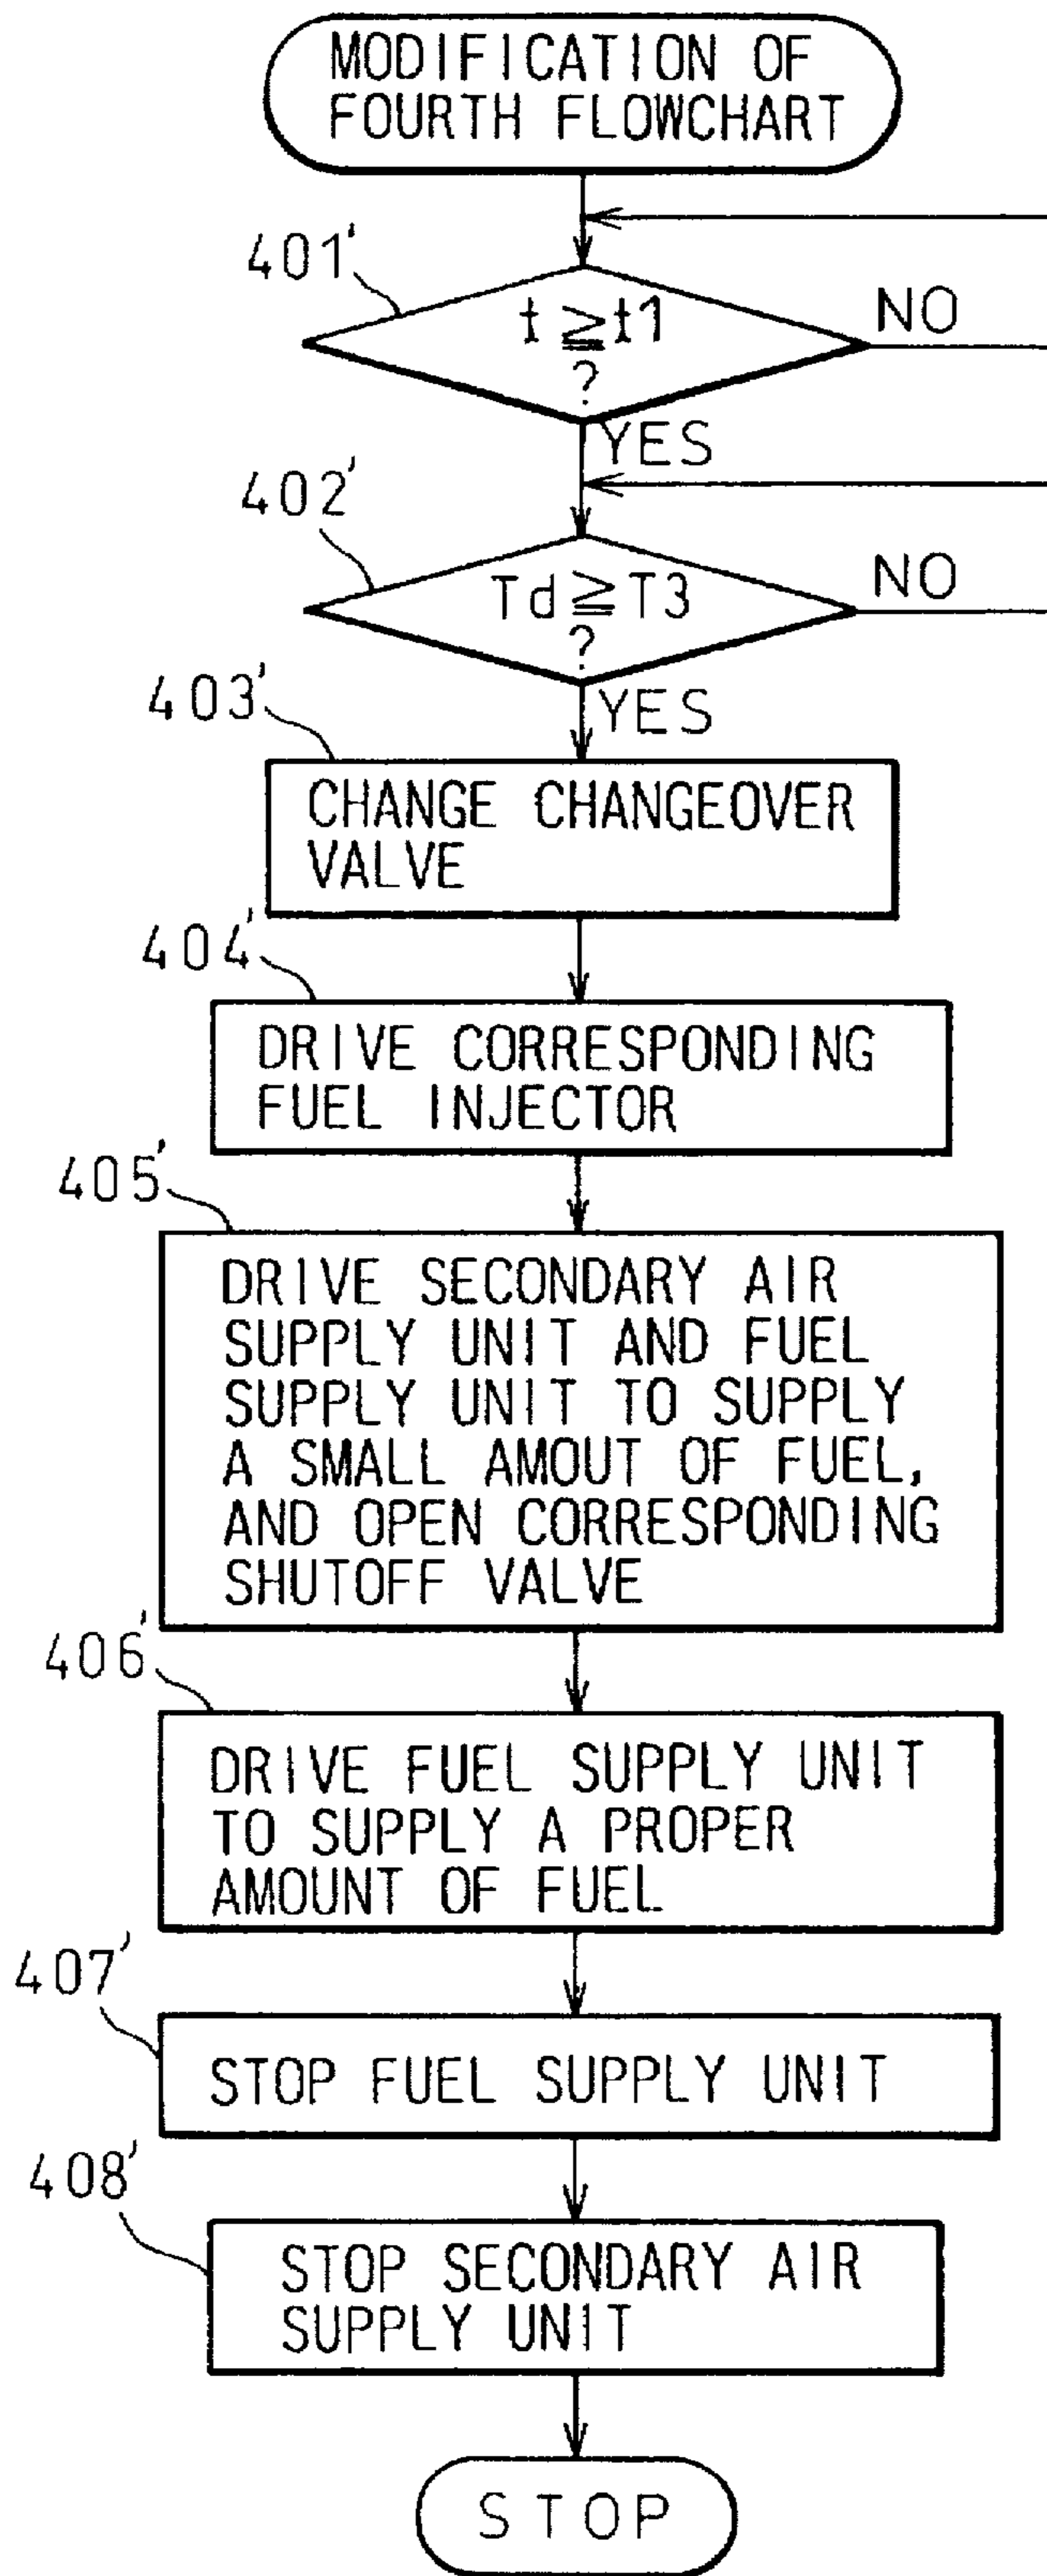 MODIFICATION OF
FOURTH FLOWCHART
401'
t ≧ t1
?
NO
YES
402'
Td ≧ T3
?
NO
YES
403'
CHANGE CHANGEOVER
VALVE
404'
DRIVE CORRESPONDING
FUEL INJECTOR
405'
DRIVE SECONDARY AIR
SUPPLY UNIT AND FUEL
SUPPLY UNIT TO SUPPLY
A SMALL AMOUT OF FUEL,
AND OPEN CORRESPONDING
SHUTOFF VALVE
406'
DRIVE FUEL SUPPLY UNIT
TO SUPPLY A PROPER
AMOUNT OF FUEL
407'
STOP FUEL SUPPLY UNIT
408'
STOP SECONDARY AIR
SUPPLY UNIT
STOP